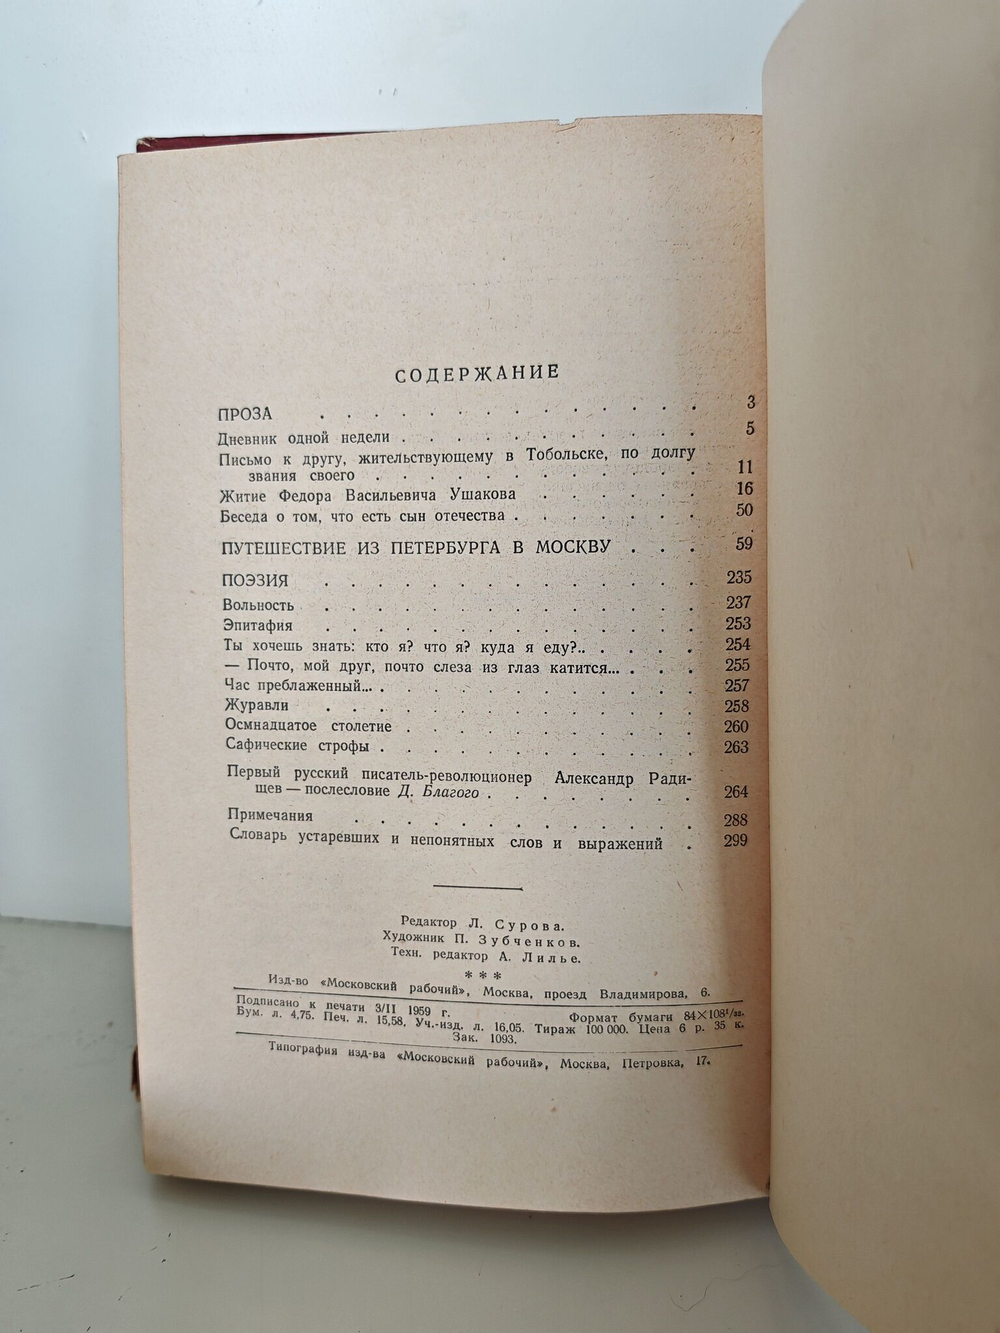 СОДЕРЖАНИЕ
ПРОЗА . . . . . . . . . . . . . . 3
Дневник одной недели . . . . . . . . . . . 5
Письмо к другу, жительствующему в Тобольске, по долгу
звания своего . . . . . . . . . . . . 11
Житие Федора Васильевича Ушакова . . . . . . 16
Беседа о том, что есть сын отечества . . . . . . . 50
ПУТЕШЕСТВИЕ ИЗ ПЕТЕРБУРГА В МОСКВУ . . . 59
ПОЭЗИЯ . . . . . . . . . . . . . . 235
Вольность . . . . . . . . . . . . . . 237
Эпитафия . . . . . . . . . . . . . . 253
Ты хочешь знать: кто я? что я? куда я еду?.. . . . . 254
— Почто, мой друг, почто слеза из глаз катится... . . . 255
Час преблаженный... . . . . . . . . . . . . 257
Журавли . . . . . . . . . . . . . . 258
Осмнадцатое столетие . . . . . . . . . . . 260
Сафические строфы . . . . . . . . . . . . 263
Первый русский писатель-революционер Александр Ради-
щев — послесловие Д. Благого . . . . . . . . 264
Примечания . . . . . . . . . . . . . 288
Словарь устаревших и непонятных слов и выражений . 299
Редактор Л. Сурова.
Художник П. Зубченков.
Техн. редактор А. Лилье.
* * *
Изд-во «Московский рабочий», Москва, проезд Владимирова, 6.
Подписано к печати 3/II 1959 г. Формат бумаги 84×108¹/₃₂.
Бум. л. 4,75. Печ. л. 15,58. Уч.-изд. л. 16,05. Тираж 100 000. Цена 6 р. 35 к.
Зак. 1093.
Типография изд-ва «Московский рабочий», Москва, Петровка, 17.